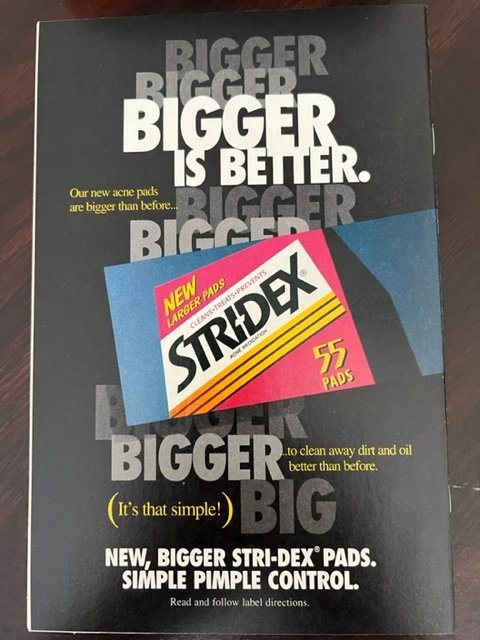 BIGGER
BIGGER
BIGGER
IS BETTER.
Our new acne pads
are bigger than before...
BIGGER
BIGGER
NEW
LARGER PADS
CLEANS•TREATS•PREVENTS
STRI-DEX®
ACNE MEDICATION
55
PADS
BIGGER
BIGGER
...to clean away dirt and oil
better than before.
(It's that simple!)
BIG
NEW, BIGGER STRI-DEX® PADS.
SIMPLE PIMPLE CONTROL.
Read and follow label directions.